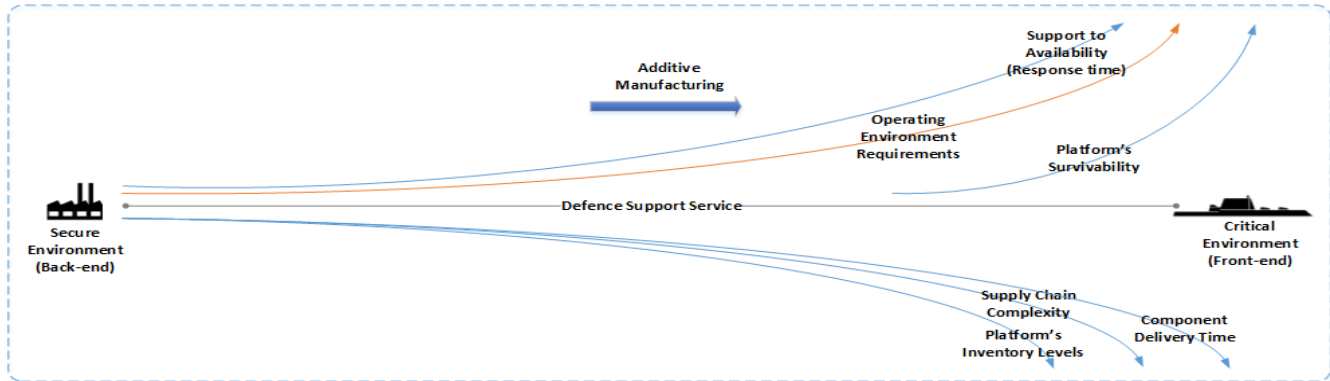 Support to
Availability
(Response time)
Additive
Manufacturing
Operating
Environment
Requirements
Platform's
Survivability
Defence Support Service
Secure
Environment
(Back-end)
Critical
Environment
(Front-end)
Supply Chain
Complexity
Platform's
Inventory Levels
Component
Delivery Time